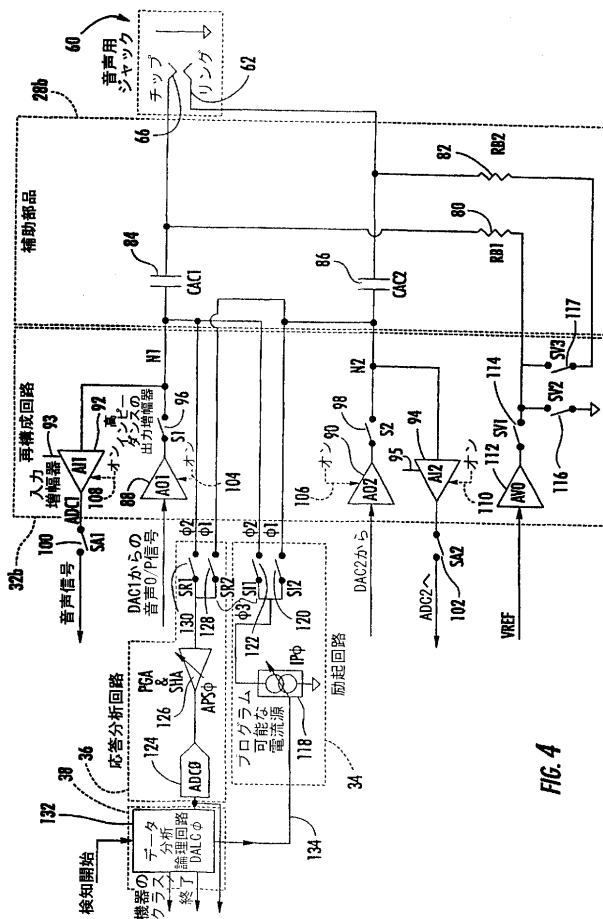 60
音声用
ジャック
チップ
リング
62
66
28b
補助部品
84
CAC1
86
CAC2
80
RB1
82
RB2
32b
再構成回路
入力
増幅器
93
92
AI1
オン
108
ADC1
100
SA1
音声信号
N1
高
インピー
ダンスの
出力増幅器
96
S1
88
AO1
オン
104
DAC1からの
音声O/P信号
N2
98
S2
90
AO2
オン
106
DAC2から
94
95
AI2
オン
110
SA2
102
ADC2へ
VREF
112
AVO
SV1
114
SV2
116
SV3
117
φ2
φ1
φ2
φ1
SR1
SR2
130
128
φ3
SI1
SI2
122
120
応答分析回路
36
PGA
&
SHA
126
APSφ
124
ADC0
38
132
データ
分析
論理回路
DALCφ
検知開始
機器の
クラス
終了
134
プログラム
可能な
電流源
IPφ
118
励起回路
34
FIG. 4